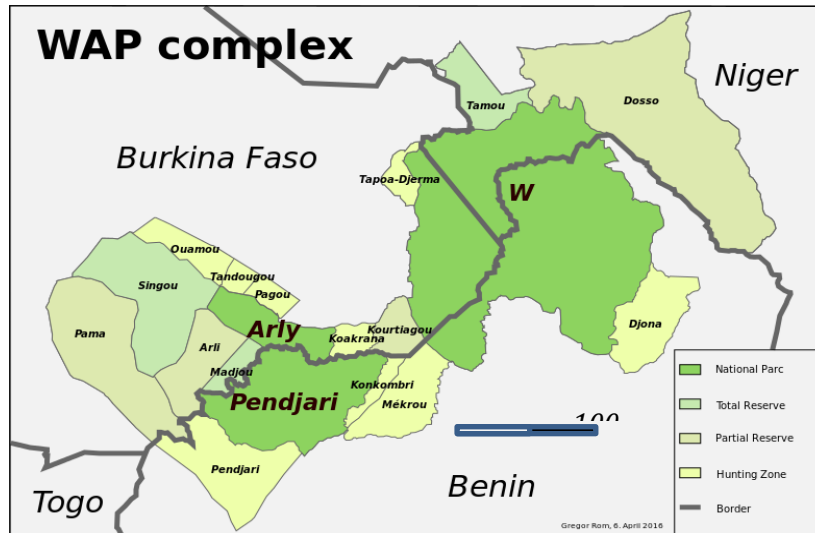 WAP complex
Niger
Tamou
Dosso
Burkina Faso
Tapoa-Djerma
W
Ouamou
Tandougou
Singou
Pagou
Djona
Pama
Arly
Kourtiagou
Koakrana
Arli
Madjou
Konkombri
Pendjari
Mékrou
Pendjari
Togo
Benin
National Parc
Total Reserve
Partial Reserve
Hunting Zone
Border
Gregor Rom, 6. April 2016